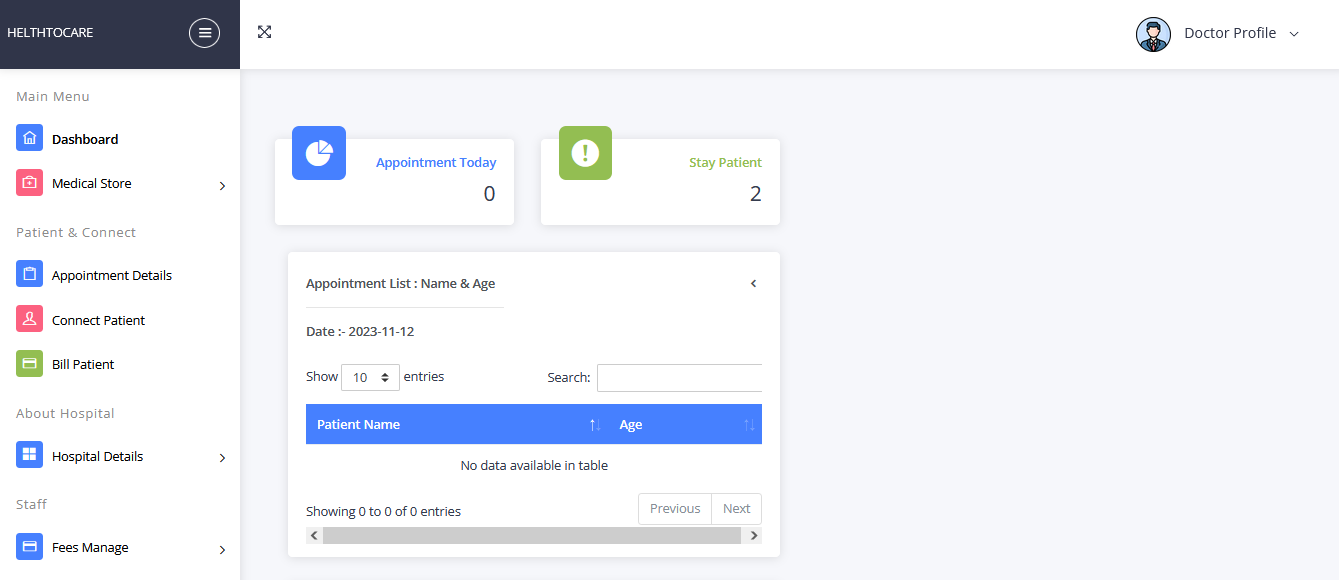 HELTHTOCARE
Doctor Profile
Main Menu
Dashboard
Medical Store
Patient & Connect
Appointment Details
Connect Patient
Bill Patient
About Hospital
Hospital Details
Staff
Fees Manage
Appointment Today
0
Stay Patient
2
Appointment List : Name & Age
Date :- 2023-11-12
Show 10 entries
Search:
Patient Name Age
No data available in table
Showing 0 to 0 of 0 entries
Previous Next